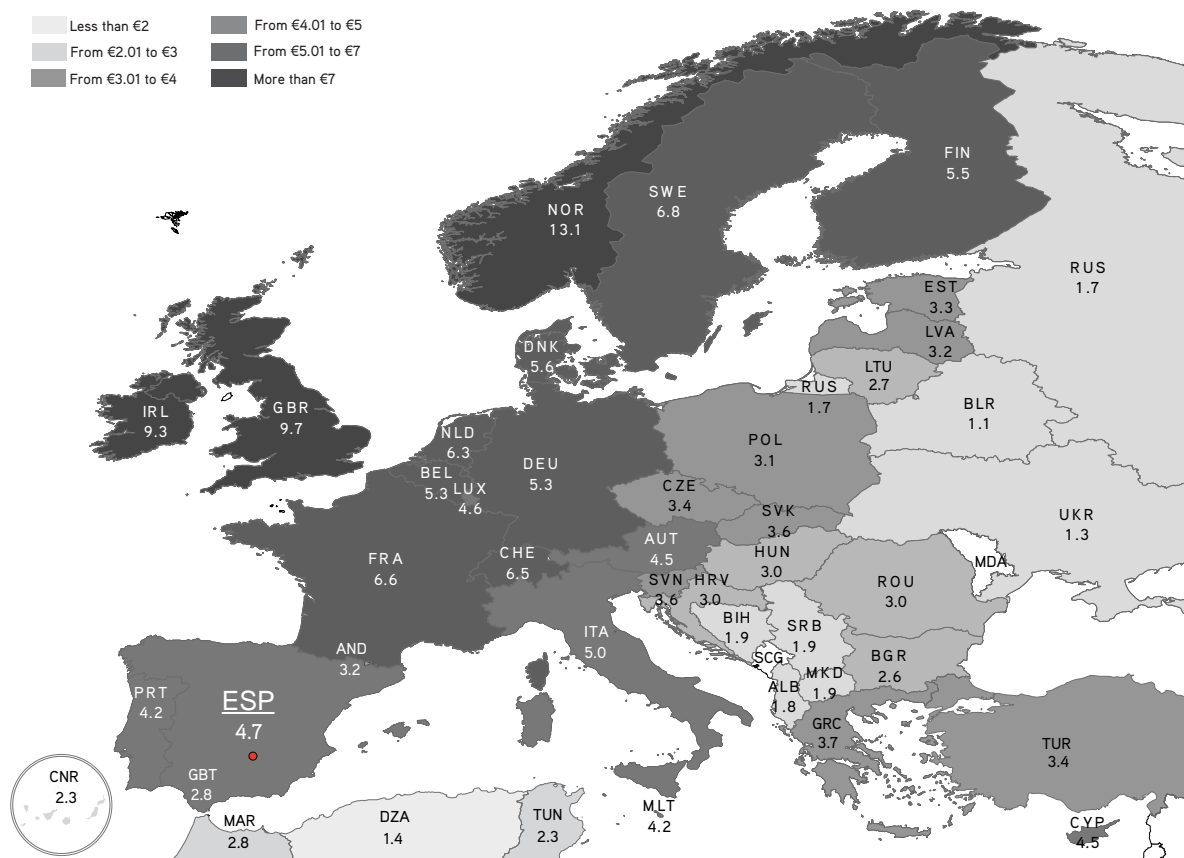 Less than €2
From €2.01 to €3
From €3.01 to €4
From €4.01 to €5
From €5.01 to €7
More than €7
FIN
5.5
SWE
6.8
NOR
13.1
RUS
1.7
EST
3.3
LVA
3.2
DNK
5.6
LTU
2.7
RUS
1.7
BLR
1.1
IRL
9.3
GBR
9.7
NLD
6.3
POL
3.1
BEL
5.3
LUX
4.6
DEU
5.3
CZE
3.4
SVK
3.6
UKR
1.3
FRA
6.6
CHE
6.5
AUT
4.5
HUN
3.0
MDA
SVN
3.6
HRV
3.0
ROU
3.0
BIH
1.9
SRB
1.9
ITA
5.0
AND
3.2
SCG
BGR
2.6
MKD
1.9
ALB
1.8
PRT
4.2
ESP
4.7
GRC
3.7
TUR
3.4
GBT
2.8
CNR
2.3
MLT
4.2
MAR
2.8
DZA
1.4
TUN
2.3
CYP
4.5